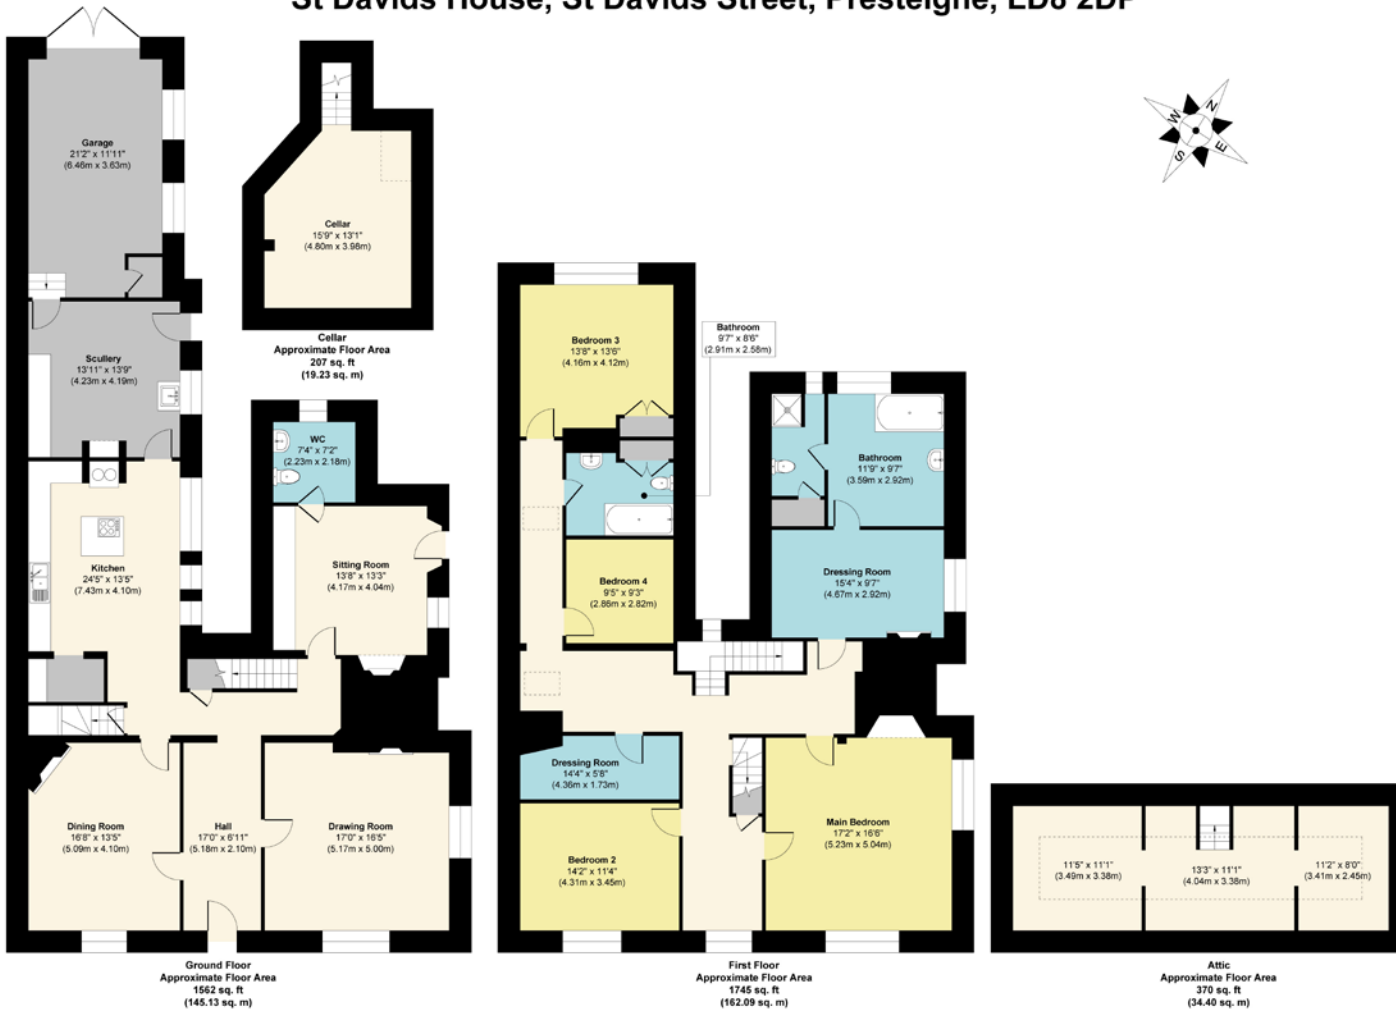 St Davids House, St Davids Street, Presteigne, LD8 2DP
Garage
21'2" x 11'11"
(6.46m x 3.63m)
Scullery
13'11" x 13'9"
(4.23m x 4.19m)
Kitchen
24'5" x 13'5"
(7.43m x 4.10m)
Dining Room
16'8" x 13'5"
(5.09m x 4.10m)
Hall
17'0" x 6'11"
(5.18m x 2.10m)
Drawing Room
17'0" x 16'5"
(5.17m x 5.00m)
WC
7'4" x 7'2"
(2.23m x 2.18m)
Sitting Room
13'8" x 13'3"
(4.17m x 4.04m)
Ground Floor
Approximate Floor Area
1562 sq. ft
(145.13 sq. m)
Cellar
15'9" x 13'1"
(4.80m x 3.98m)
Cellar
Approximate Floor Area
207 sq. ft
(19.23 sq. m)
Bedroom 3
13'8" x 13'6"
(4.16m x 4.12m)
Bathroom
9'7" x 8'6"
(2.91m x 2.58m)
Bathroom
11'9" x 9'7"
(3.59m x 2.92m)
Bedroom 4
9'5" x 9'3"
(2.86m x 2.82m)
Dressing Room
15'4" x 9'7"
(4.67m x 2.92m)
Dressing Room
14'4" x 5'8"
(4.36m x 1.73m)
Bedroom 2
14'2" x 11'4"
(4.31m x 3.45m)
Main Bedroom
17'2" x 16'6"
(5.23m x 5.04m)
First Floor
Approximate Floor Area
1745 sq. ft
(162.09 sq. m)
N
W
E
S
11'5" x 11'1"
(3.49m x 3.38m)
13'3" x 11'1"
(4.04m x 3.38m)
11'2" x 8'0"
(3.41m x 2.45m)
Attic
Approximate Floor Area
370 sq. ft
(34.40 sq. m)